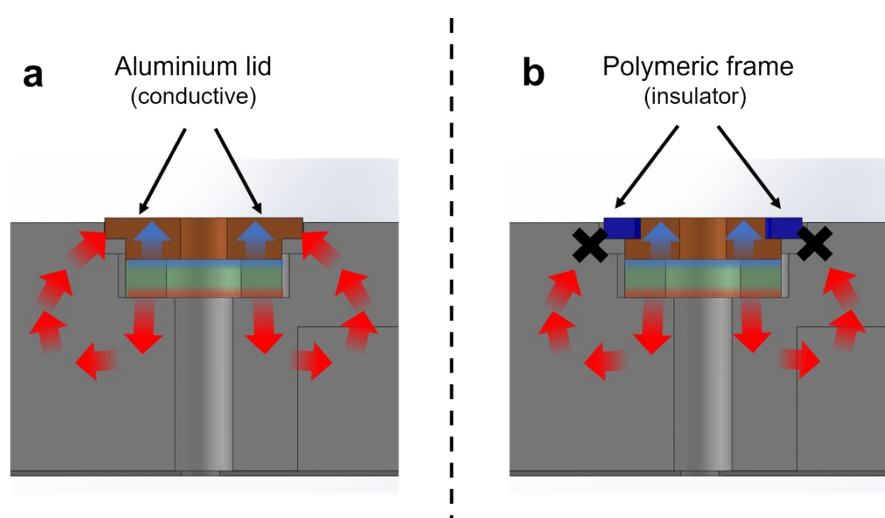 a
Aluminium lid
(conductive)
b
Polymeric frame
(insulator)